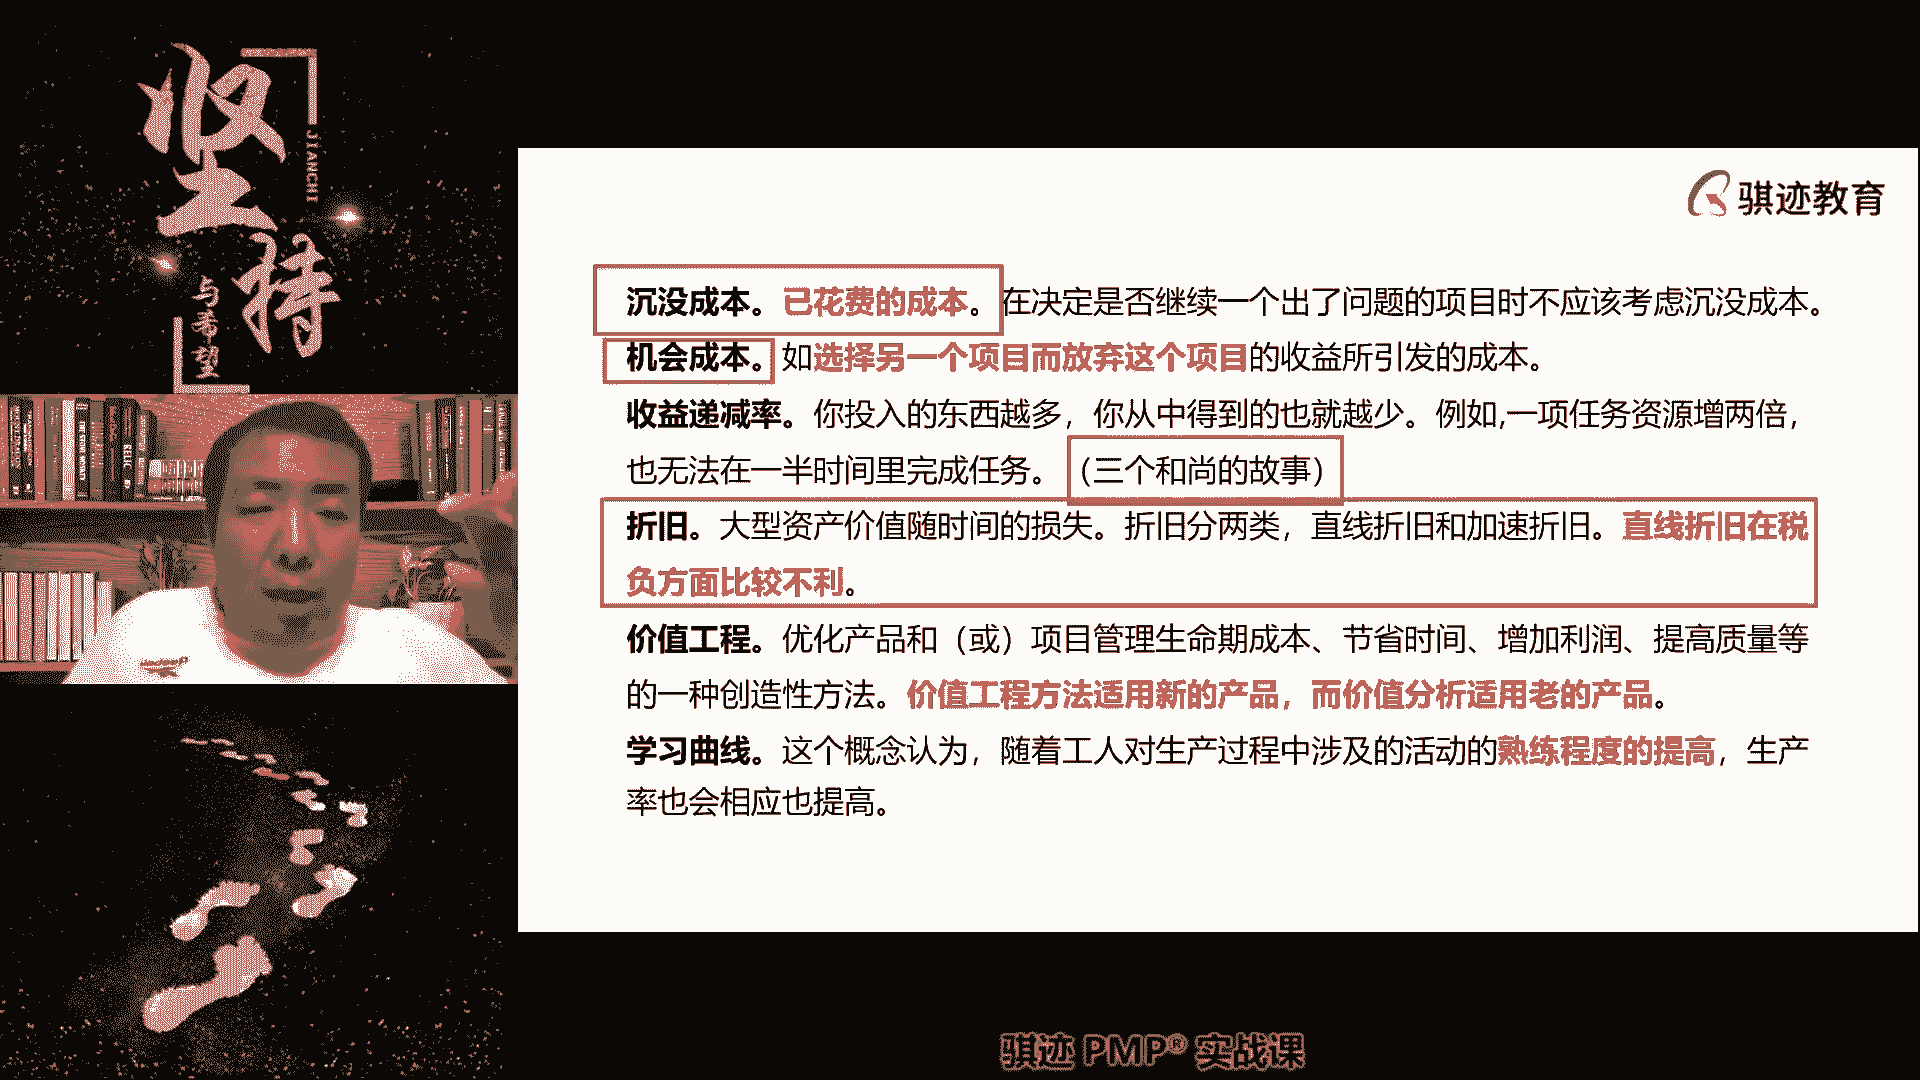 坚持
JIANCHI
与希望
骐迹教育
沉没成本。已花费的成本。在决定是否继续一个出了问题的项目时不应该考虑沉没成本。
机会成本。如选择另一个项目而放弃这个项目的收益所引发的成本。
收益递减率。你投入的东西越多，你从中得到的也就越少。例如,一项任务资源增两倍，
也无法在一半时间里完成任务。（三个和尚的故事）
折旧。大型资产价值随时间的损失。折旧分两类，直线折旧和加速折旧。直线折旧在税
负方面比较不利。
价值工程。优化产品和（或）项目管理生命期成本、节省时间、增加利润、提高质量等
的一种创造性方法。价值工程方法适用新的产品，而价值分析适用老的产品。
学习曲线。这个概念认为，随着工人对生产过程中涉及的活动的熟练程度的提高，生产
率也会相应也提高。
骐迹 PMP® 实战课